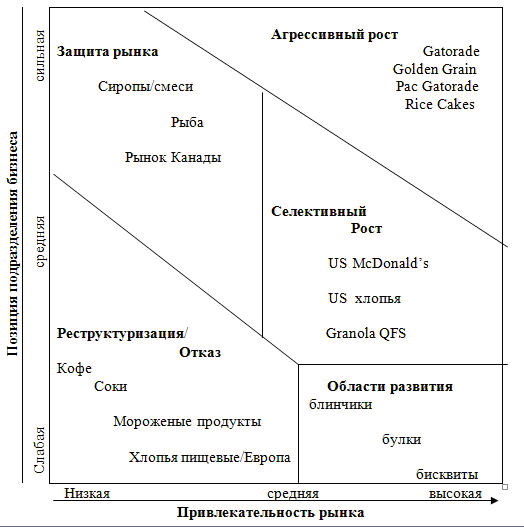 Позиция подразделения бизнеса
сильная
средняя
Слабая
Защита рынка
Сиропы/смеси
Рыба
Рынок Канады
Агрессивный рост
Gatorade
Golden Grain
Pac Gatorade
Rice Cakes
Селективный
Рост
US McDonald’s
US хлопья
Granola QFS
Реструктуризация/
Отказ
Кофе
Соки
Мороженые продукты
Хлопья пищевые/Европа
Области развития
блинчики
булки
бисквиты
Низкая средняя высокая
Привлекательность рынка